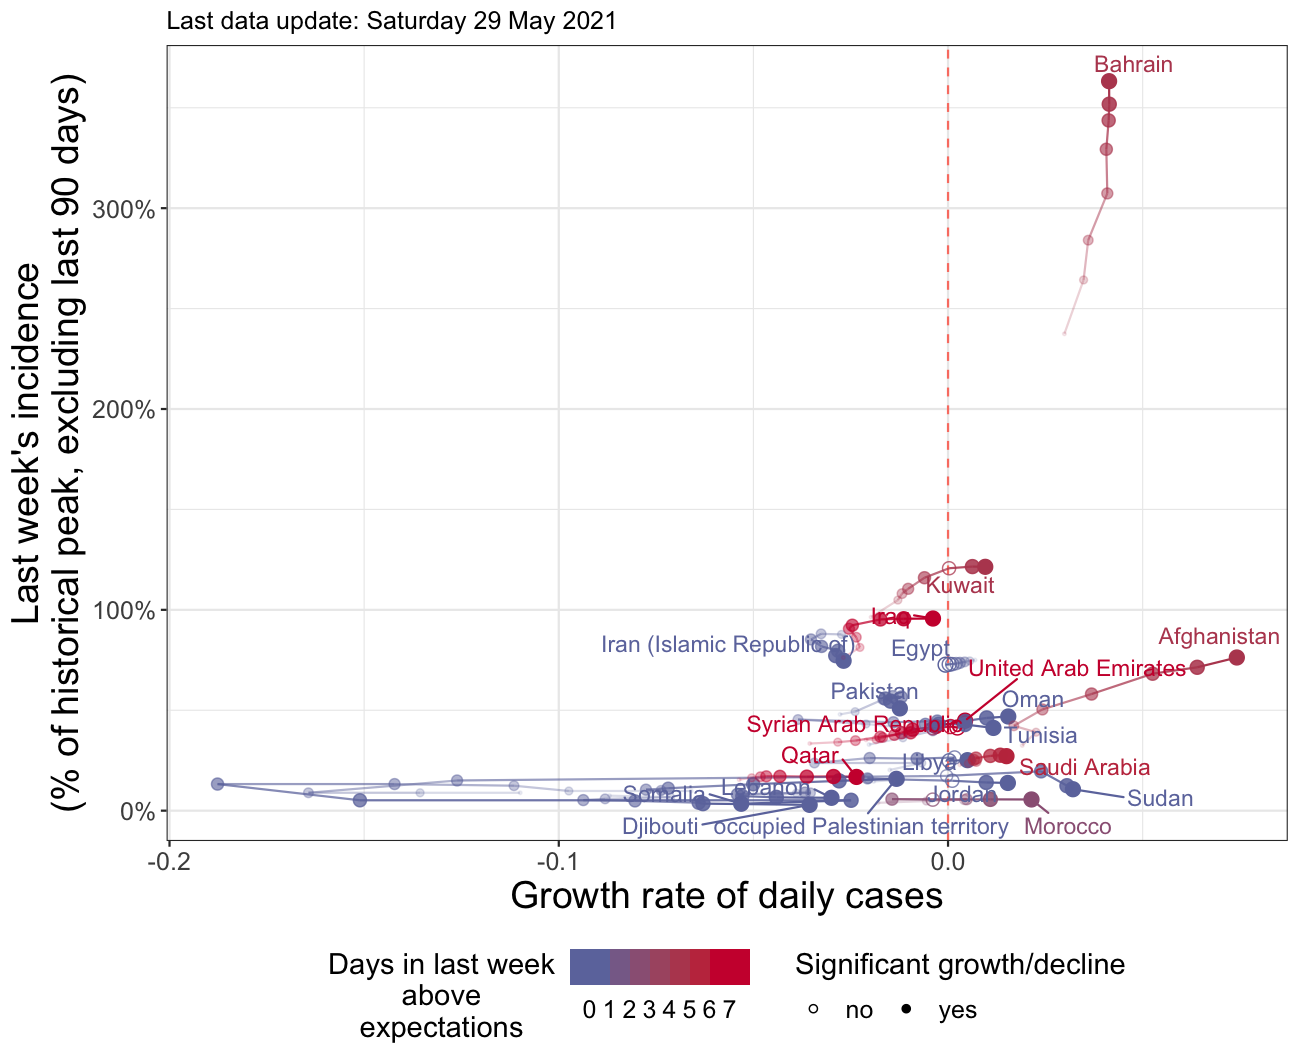 Last data update: Saturday 29 May 2021
Last week's incidence
(% of historical peak, excluding last 90 days)
300%
200%
100%
0%
Bahrain
Kuwait
Iraq
Iran (Islamic Republic of)
Egypt
Afghanistan
United Arab Emirates
Pakistan
Oman
Syrian Arab Republic
Tunisia
Qatar
Libya
Saudi Arabia
Somalia
Lebanon
Jordan
Sudan
Djibouti
occupied Palestinian territory
Morocco
-0.2
-0.1
0.0
Growth rate of daily cases
Days in last week
above
expectations
0 1 2 3 4 5 6 7
Significant growth/decline
no
yes